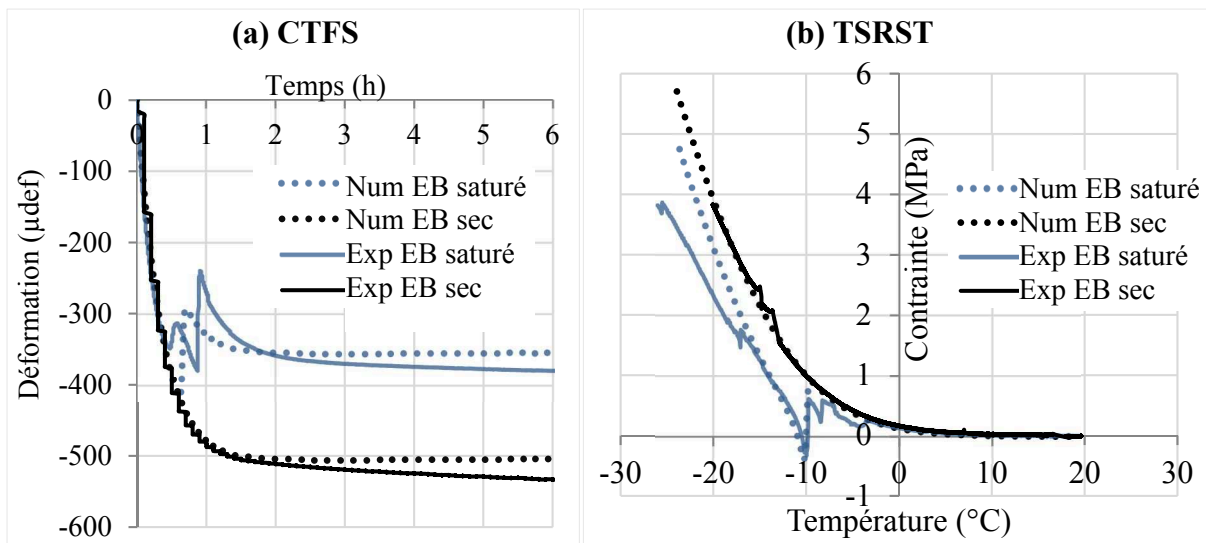 (a) CTFS
Temps (h)
0
-100
-200
-300
-400
-500
-600
0 1 2 3 4 5 6
Déformation (µdef)
Num EB saturé
Num EB sec
Exp EB saturé
Exp EB sec
(b) TSRST
6
5
4
3
2
1
0
-1
-30 -20 -10 0 10 20 30
Contrainte (MPa)
Température (°C)
Num EB saturé
Num EB sec
Exp EB saturé
Exp EB sec